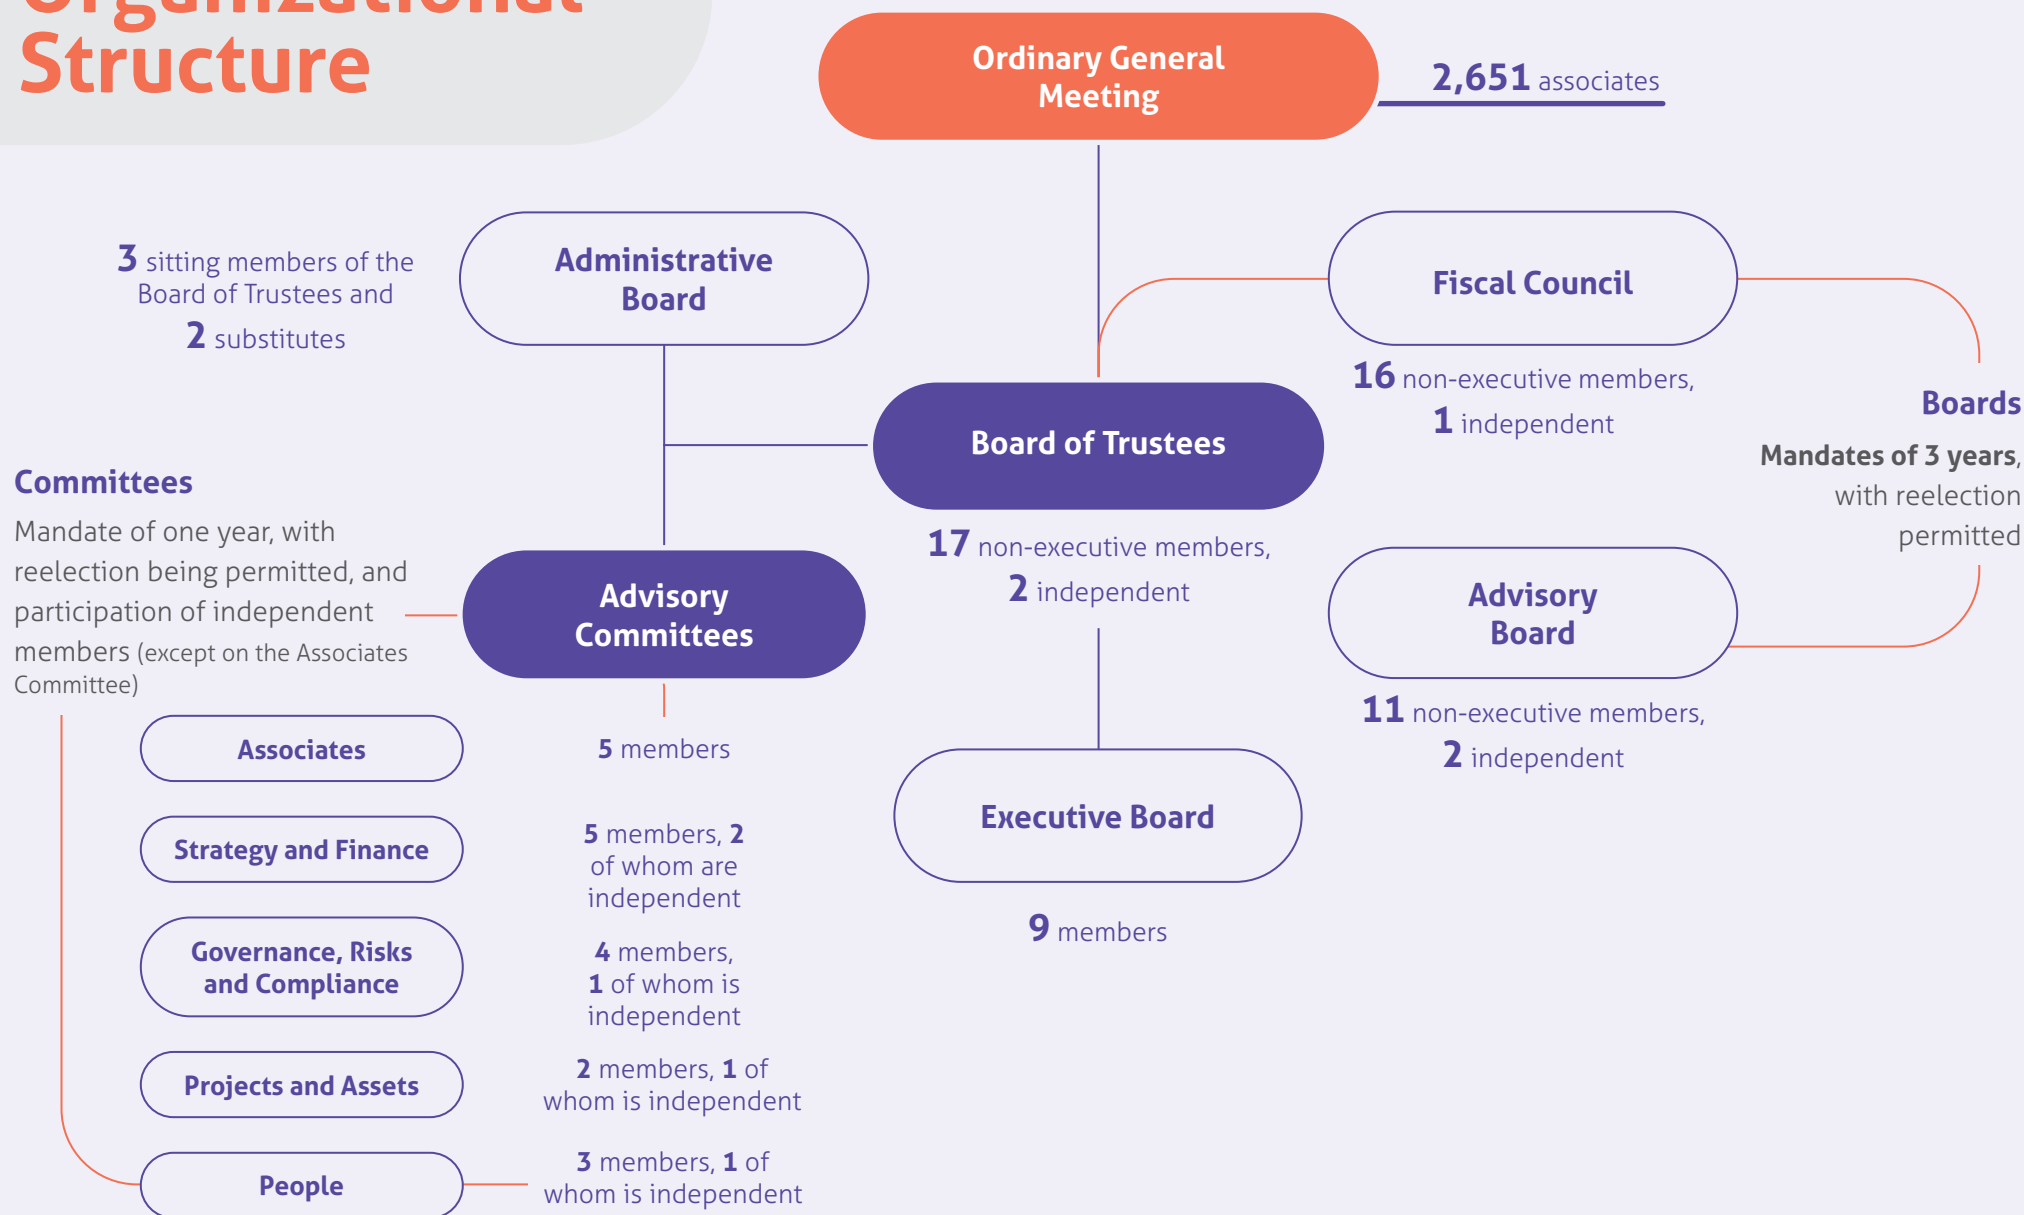 Organizational
Structure
Ordinary General
Meeting
2,651 associates
3 sitting members of the
Board of Trustees and
2 substitutes
Administrative
Board
Fiscal Council
16 non-executive members,
1 independent
Boards
Mandates of 3 years,
with reelection
permitted
Board of Trustees
17 non-executive members,
2 independent
Committees
Mandate of one year, with
reelection being permitted, and
participation of independent
members (except on the Associates
Committee)
Advisory
Committees
Advisory
Board
11 non-executive members,
2 independent
Executive Board
9 members
Associates
5 members
Strategy and Finance
5 members, 2
of whom are
independent
Governance, Risks
and Compliance
4 members,
1 of whom is
independent
Projects and Assets
2 members, 1 of
whom is independent
People
3 members, 1 of
whom is independent